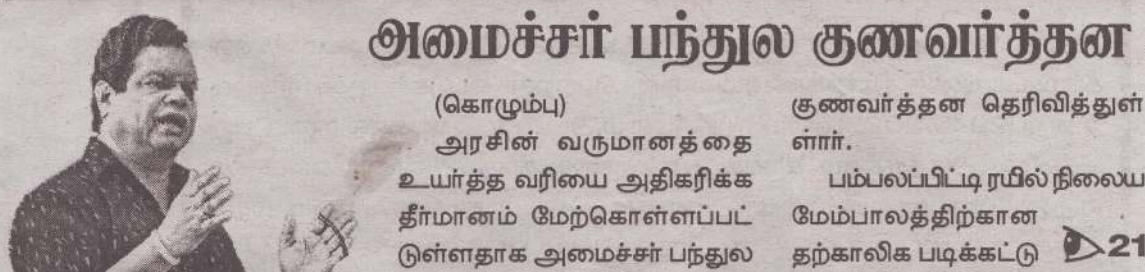 அமைச்சர் பந்துல குணவர்த்தன
(கொழும்பு)
அரசின் வருமானத்தை
உயர்த்த வரியை அதிகரிக்க
தீர்மானம் மேற்கொள்ளப்பட்
டுள்ளதாக அமைச்சர் பந்துல
குணவர்த்தன தெரிவித்துள்
ளார்.
பம்பலப்பிட்டி ரயில் நிலைய
மேம்பாலத்திற்கான
தற்காலிக படிக்கட்டு 21